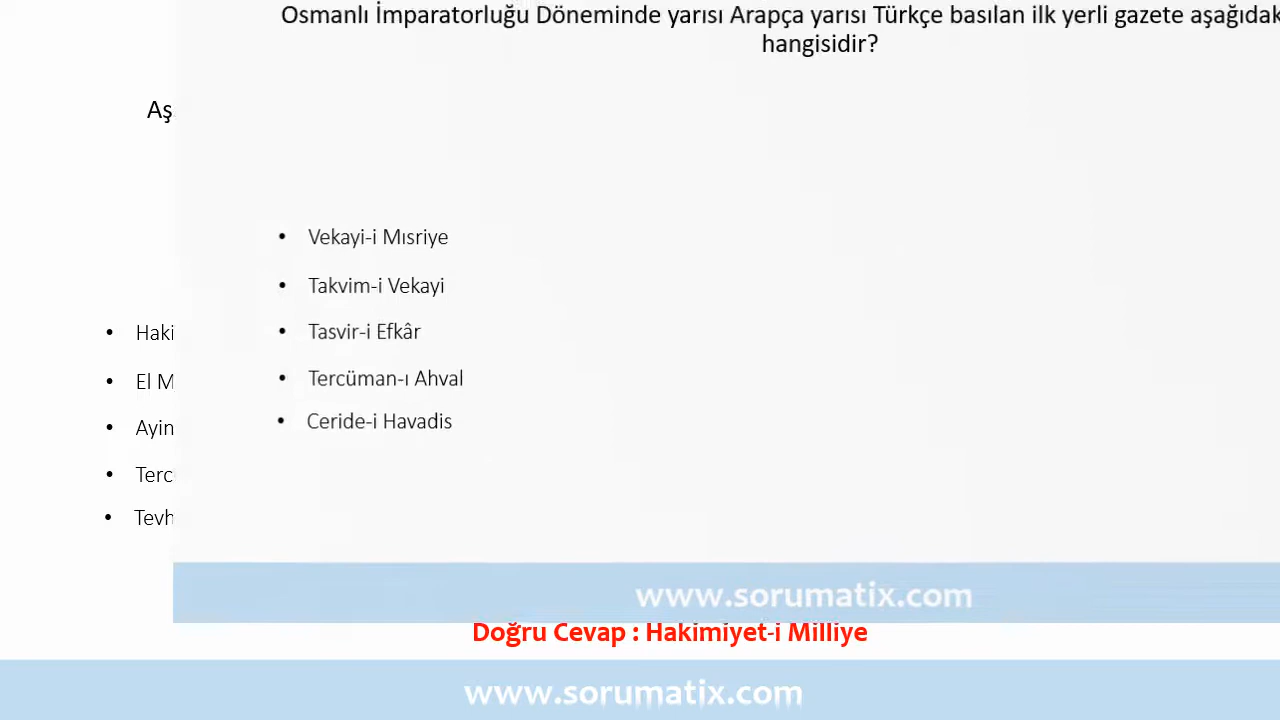 Osmanlı İmparatorluğu Döneminde yarısı Arapça yarısı Türkçe basılan ilk yerli gazete
hangisidir?
• Vekayi-i Mısriye
• Takvim-i Vekayi
• Tasvir-i Efkâr
• Tercüman-ı Ahval
• Ceride-i Havadis
www.sorumatix.com
Aş
• Haki
• El M
• Ayin
• Terc
• Tevh
Doğru Cevap : Hakimiyet-i Milliye
www.sorumatix.com